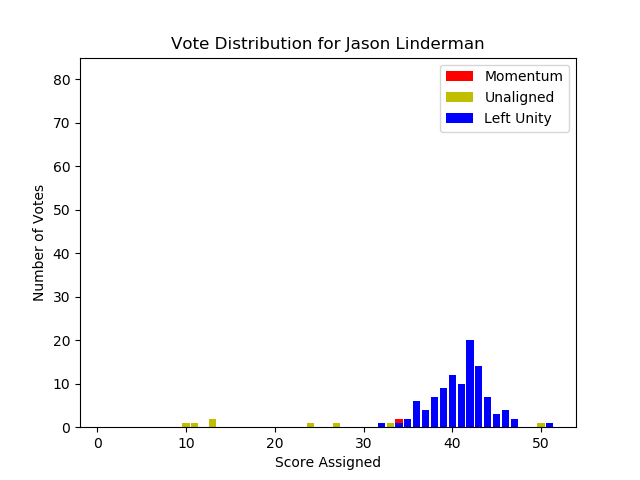 Vote Distribution for Jason Linderman
Momentum
Unaligned
Left Unity
Number of Votes
80
70
60
50
40
30
20
10
0
0 10 20 30 40 50
Score Assigned